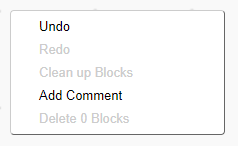 Undo
Redo
Clean up Blocks
Add Comment
Delete 0 Blocks